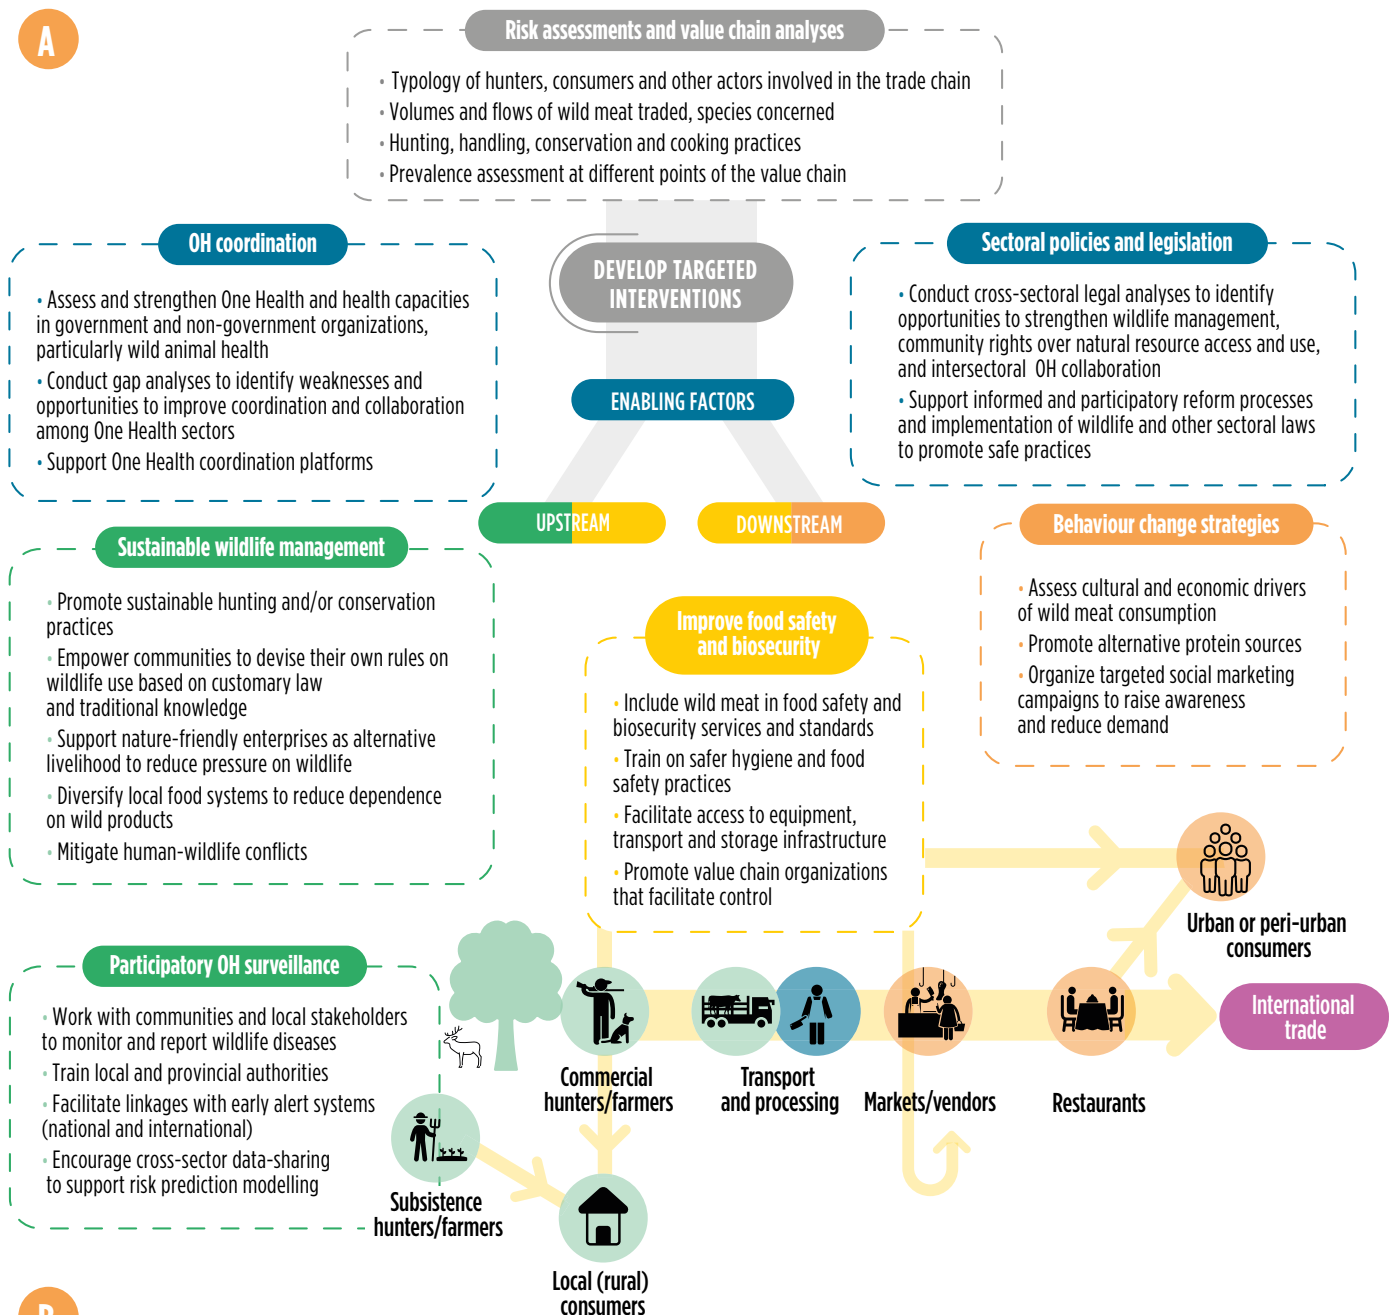 A
Risk assessments and value chain analyses
• Typology of hunters, consumers and other actors involved in the trade chain
• Volumes and flows of wild meat traded, species concerned
• Hunting, handling, conservation and cooking practices
• Prevalence assessment at different points of the value chain
OH coordination
• Assess and strengthen One Health and health capacities
in government and non-government organizations,
particularly wild animal health
• Conduct gap analyses to identify weaknesses and
opportunities to improve coordination and collaboration
among One Health sectors
• Support One Health coordination platforms
DEVELOP TARGETED
INTERVENTIONS
ENABLING FACTORS
Sectoral policies and legislation
• Conduct cross-sectoral legal analyses to identify
opportunities to strengthen wildlife management,
community rights over natural resource access and use,
and intersectoral OH collaboration
• Support informed and participatory reform processes
and implementation of wildlife and other sectoral laws
to promote safe practices
UPSTREAM
DOWNSTREAM
Sustainable wildlife management
• Promote sustainable hunting and/or conservation
practices
• Empower communities to devise their own rules on
wildlife use based on customary law
and traditional knowledge
• Support nature-friendly enterprises as alternative
livelihood to reduce pressure on wildlife
• Diversify local food systems to reduce dependence
on wild products
• Mitigate human-wildlife conflicts
Improve food safety
and biosecurity
• Include wild meat in food safety and
biosecurity services and standards
• Train on safer hygiene and food
safety practices
• Facilitate access to equipment,
transport and storage infrastructure
• Promote value chain organizations
that facilitate control
Behaviour change strategies
• Assess cultural and economic drivers
of wild meat consumption
• Promote alternative protein sources
• Organize targeted social marketing
campaigns to raise awareness
and reduce demand
Participatory OH surveillance
• Work with communities and local stakeholders
to monitor and report wildlife diseases
• Train local and provincial authorities
• Facilitate linkages with early alert systems
(national and international)
• Encourage cross-sector data-sharing
to support risk prediction modelling
Urban or peri-urban
consumers
International
trade
Commercial
hunters/farmers
Transport
and processing
Markets/vendors
Restaurants
Subsistence
hunters/farmers
Local (rural)
consumers
B